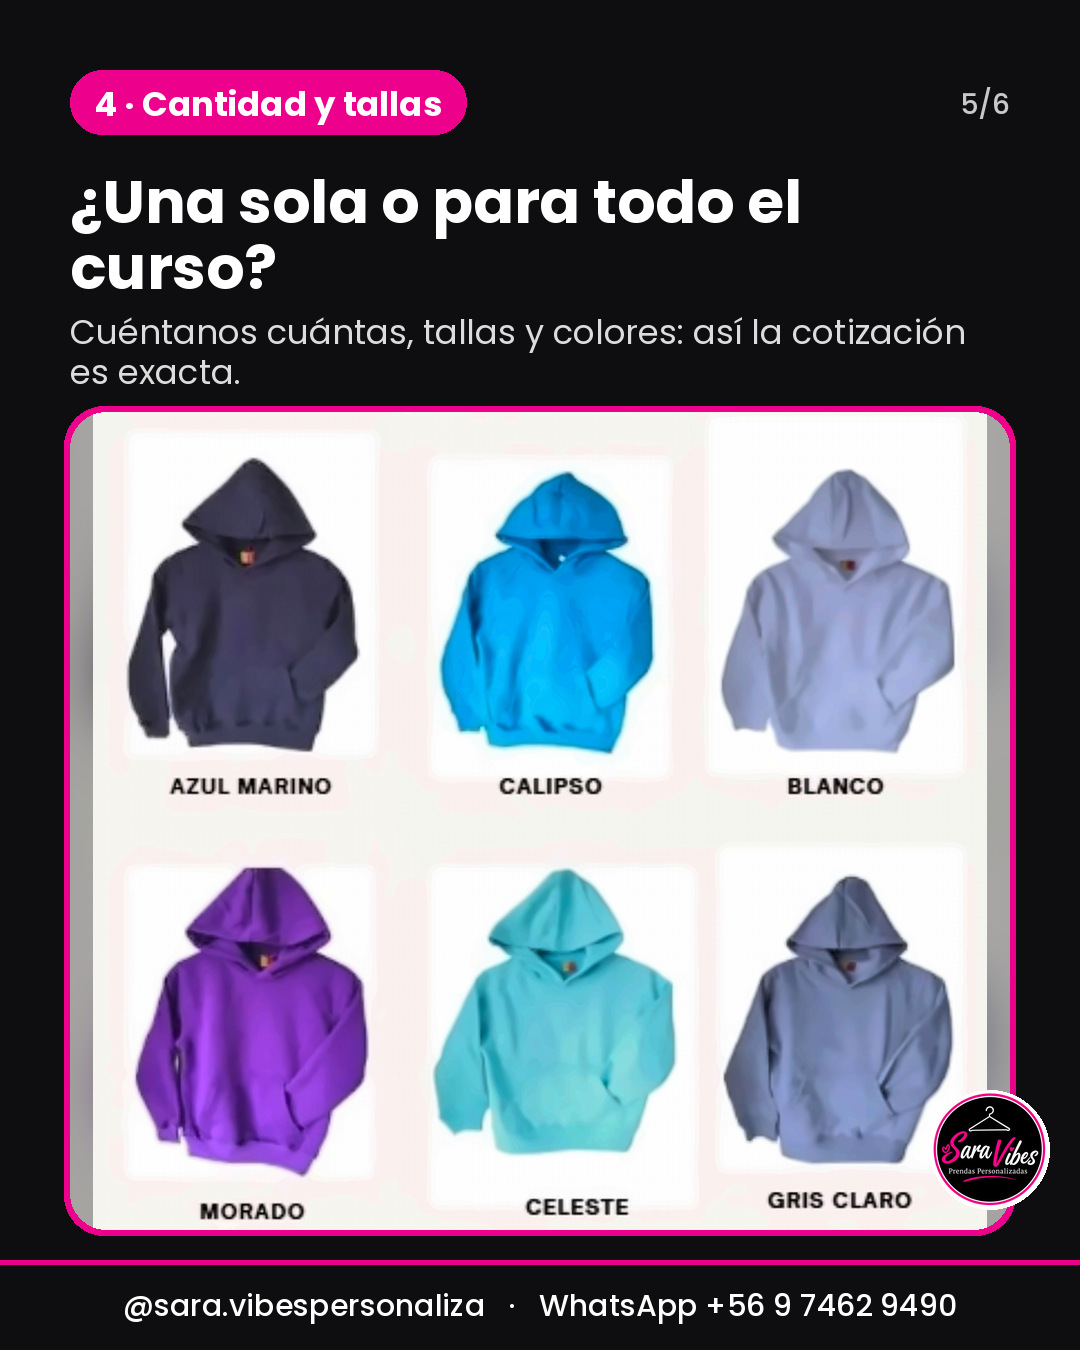 4 · Cantidad y tallas
5/6
¿Una sola o para todo el
curso?
Cuéntanos cuántas, tallas y colores: así la cotización
es exacta.
AZUL MARINO
CALIPSO
BLANCO
MORADO
CELESTE
GRIS CLARO
Sara Vibes
Prendas Personalizadas
@sara.vibespersonaliza · WhatsApp +56 9 7462 9490